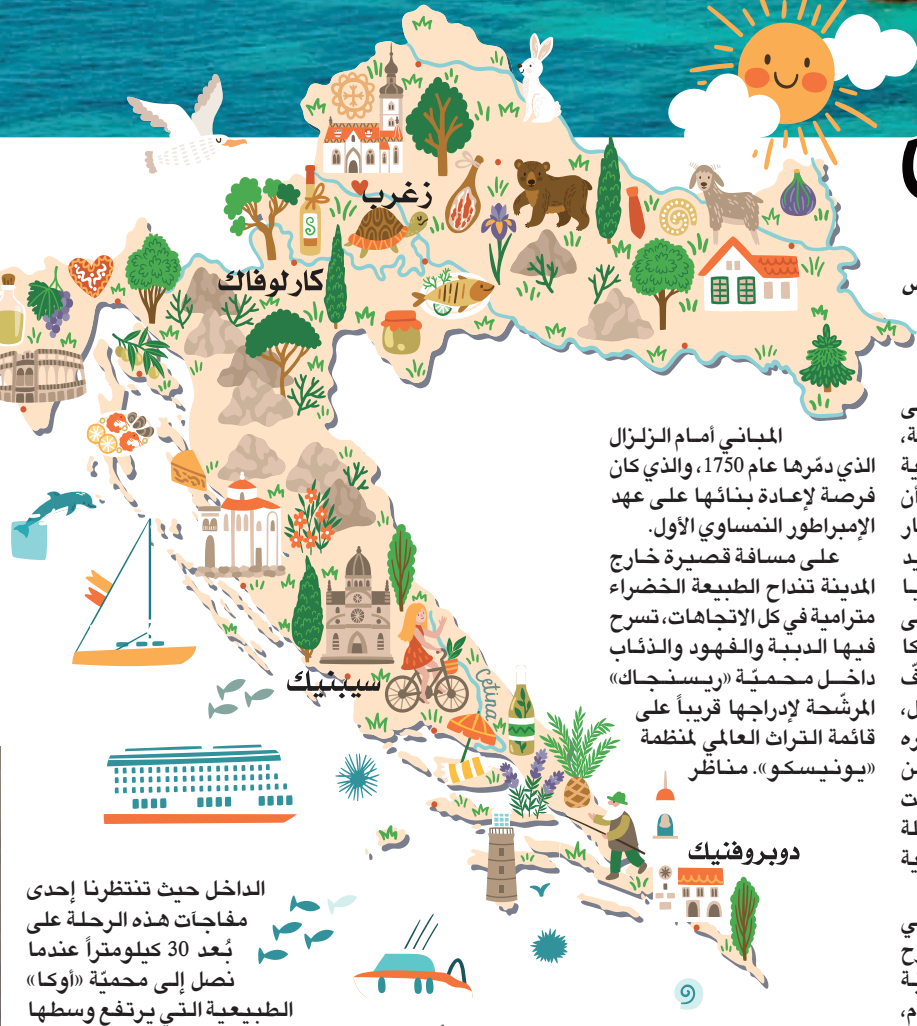 زغرب
كارلوفاك
سيبنيك
Cetina
دوبروفنيك
المباني أمام الزلزال
الذي دمّرها عام 1750، والذي كان
فرصة لإعادة بنائها على عهد
الإمبراطور النمساوي الأول.
على مسافة قصيرة خارج
المدينة تنداح الطبيعة الخضراء
مترامية في كل الاتجاهات، تسرح
فيها الدببة والفهود والذئاب
داخل محميّة «ريسنجاك»
المرشّحة لإدراجها قريباً على
قائمة التراث العالمي لمنظمة
«يونيسكو». مناظر
الداخل حيث تنتظرنا إحدى
مفاجآت هذه الرحلة على
بُعد 30 كيلومتراً عندما
نصل إلى محميّة «أوكا»
الطبيعية التي يرتفع وسطها